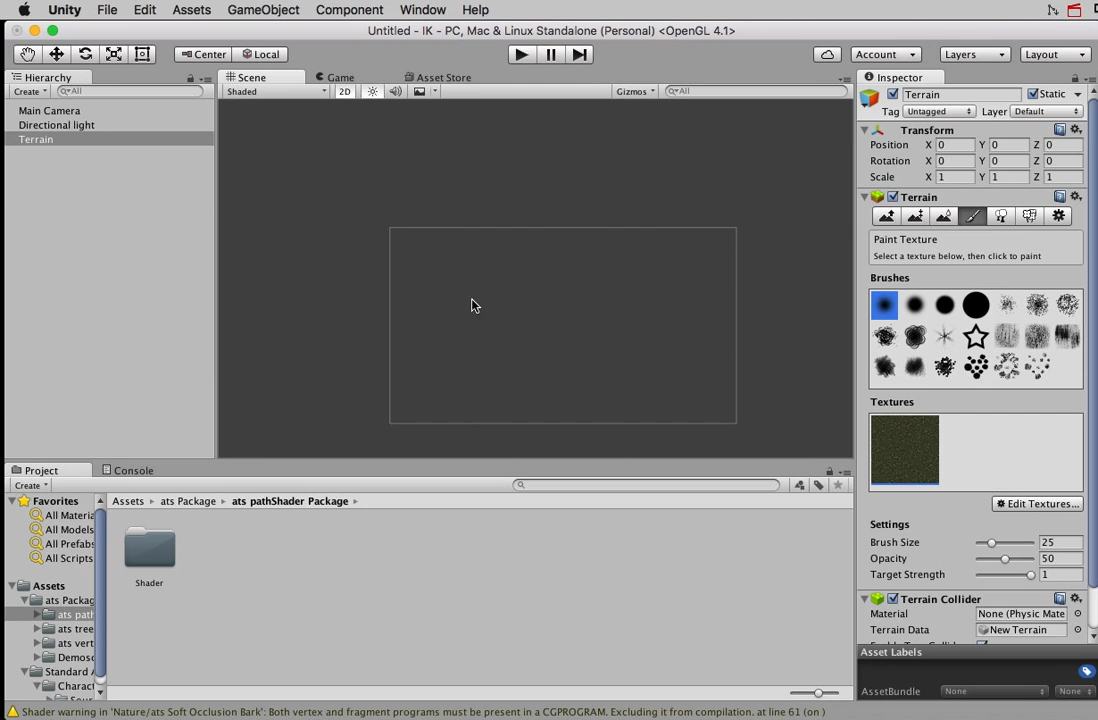 Unity File Edit Assets GameObject Component Window Help
Untitled - IK - PC, Mac & Linux Standalone (Personal) <OpenGL 4.1>
Center Local Account Layers Layout
Hierarchy Scene Game Asset Store Inspector
Create All Shaded 2D Gizmos All
Terrain Static
Tag Untagged Layer Default
Main Camera
Directional light
Terrain
Transform
Position X 0 Y 0 Z 0
Rotation X 0 Y 0 Z 0
Scale X 1 Y 1 Z 1
Terrain
Paint Texture
Select a texture below, then click to paint
Brushes
Textures
Edit Textures...
Settings
Brush Size 25
Opacity 50
Target Strength 1
Terrain Collider
Material None (Physic Mate
Terrain Data New Terrain
Asset Labels
AssetBundle None None
Project Console
Create
Favorites
All Materia
All Models
All Prefabs
All Scripts
Assets
ats Packag
ats path
ats tree
ats vert
Demosc
Standard A
Charact
Assets ats Package ats pathShader Package
Shader
Shader warning in 'Nature/ats Soft Occlusion Bark': Both vertex and fragment programs must be present in a CGPROGRAM. Excluding it from compilation. at line 61 (on )